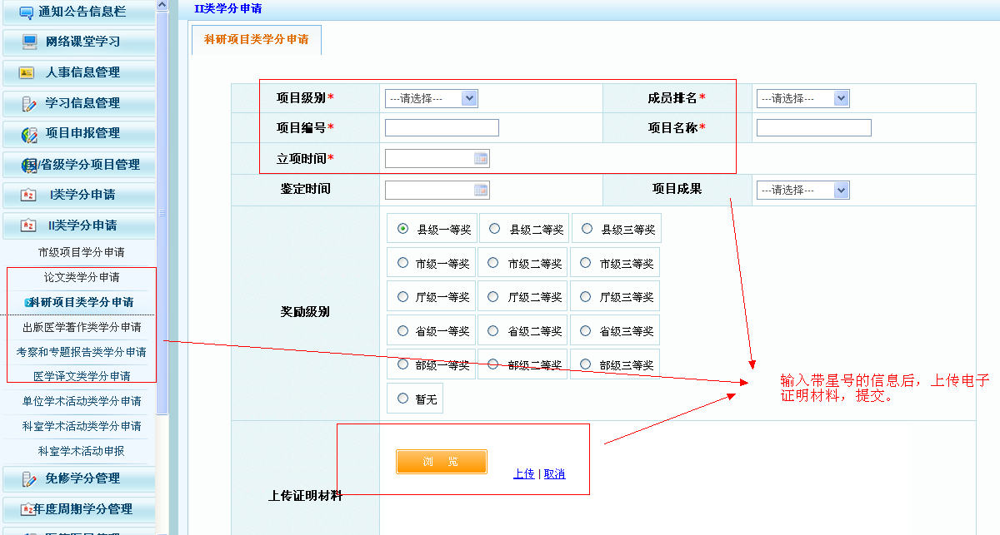 通知公告信息栏
网络课堂学习
人事信息管理
学习信息管理
项目申报管理
/省级学分项目管理
I类学分申请
II类学分申请
市级项目学分申请
论文类学分申请
科研项目类学分申请
出版医学著作类学分申请
考察和专题报告类学分申请
医学译文类学分申请
单位学术活动类学分申请
科室学术活动类学分申请
科室学术活动申报
免修学分管理
年度周期学分管理
II类学分申请
科研项目类学分申请
项目级别* ---请选择--- 成员排名* ---请选择---
项目编号* 项目名称*
立项时间*
鉴定时间 项目成果 ---请选择---
奖励级别
县级一等奖 县级二等奖 县级三等奖
市级一等奖 市级二等奖 市级三等奖
厅级一等奖 厅级二等奖 厅级三等奖
省级一等奖 省级二等奖 省级三等奖
部级一等奖 部级二等奖 部级三等奖
暂无
输入带星号的信息后，上传电子
证明材料，提交。
上传证明材料
浏 览
上传 | 取消